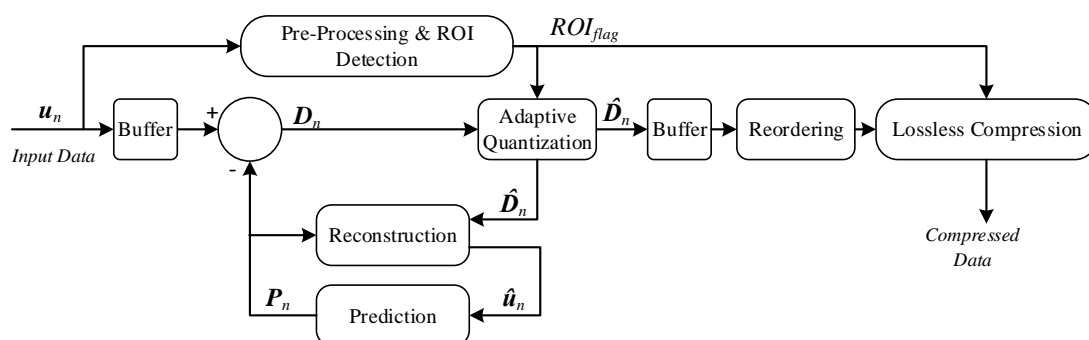 Pre-Processing & ROI
Detection
ROI_flag
u_n
Input Data
Buffer
+
-
D_n
Adaptive
Quantization
D̂_n
Buffer
Reordering
Lossless Compression
D̂_n
Reconstruction
Compressed
Data
P_n
Prediction
û_n